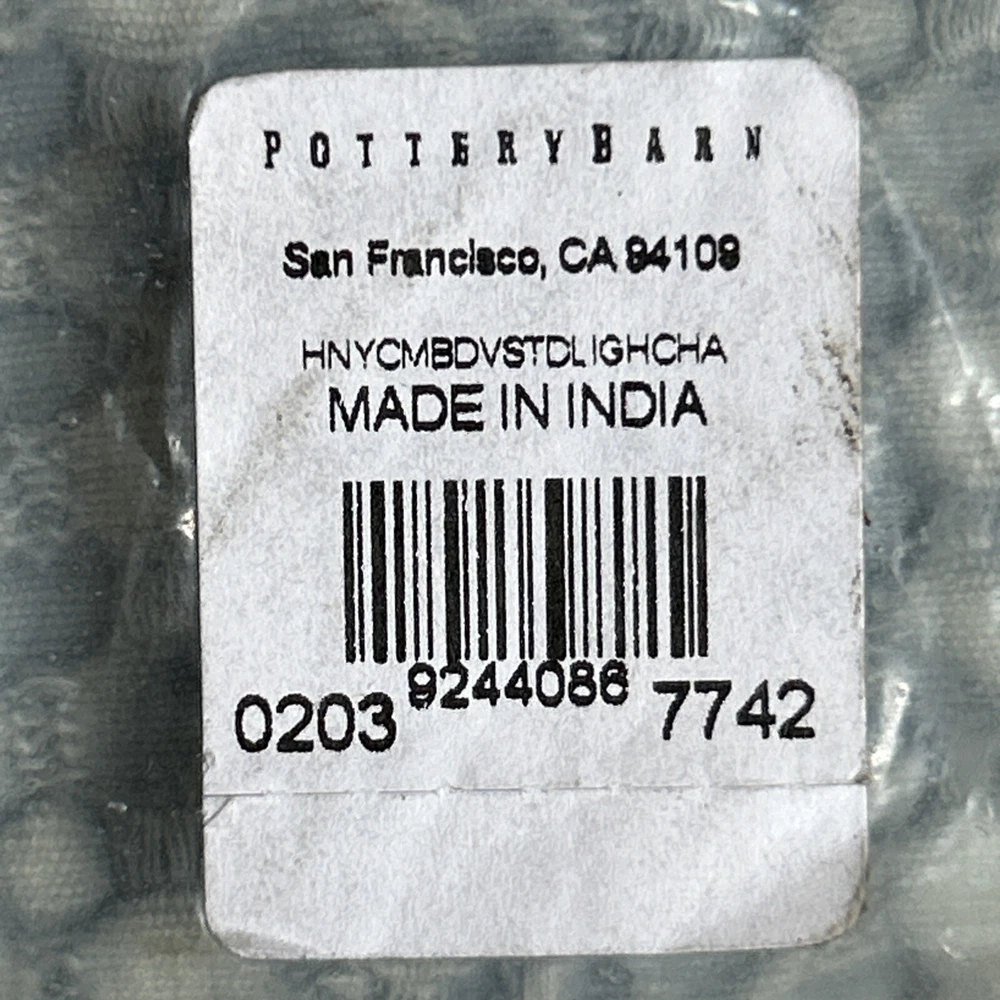 POTTERYBARN
San Francisco, CA 94109
HNYCMBDVSTDLIGHCHA
MADE IN INDIA
0203 9244086 7742